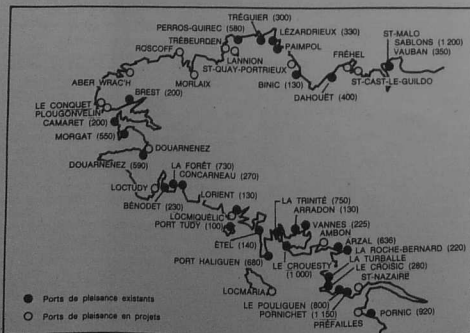 TRÉGUIER (300)
PERROS-GUIREC (580)
LÉZARDRIEUX (330)
TRÉBEURDEN
PAIMPOL
ROSCOFF
LANNION
ST-QUAY-PORTRIEUX
FRÉHEL
ST-MALO
SABLONS (1 200)
VAUBAN (350)
ABER WRAC'H
MORLAIX
BINIC (130)
ST-CAST-LE-GUILDO
DAHOUËT (400)
LE CONQUET
BREST (200)
PLOUGONVELIN
CAMARET (200)
MORGAT (550)
DOUARNENEZ
DOUARNENEZ (590)
LA FORÊT (730)
CONCARNEAU (270)
LOCTUDY
BÉNODET (230)
LORIENT (130)
LOCMIQUÉLIC
PORT TUDY (100)
LA TRINITÉ (750)
ARRADON (130)
VANNES (225)
AMBON
ARZAL (636)
LA ROCHE-BERNARD (220)
ÉTEL (140)
PORT HALIGUEN (680)
LE CROUESTY
(1 000)
LA TURBALLE
LE CROISIC (260)
ST-NAZAIRE
LOCMARIA
LE POULIGUEN (800)
PORNICHET (1 150)
PORNIC (920)
PRÉFAILLES
Ports de plaisance existants
Ports de plaisance en projets